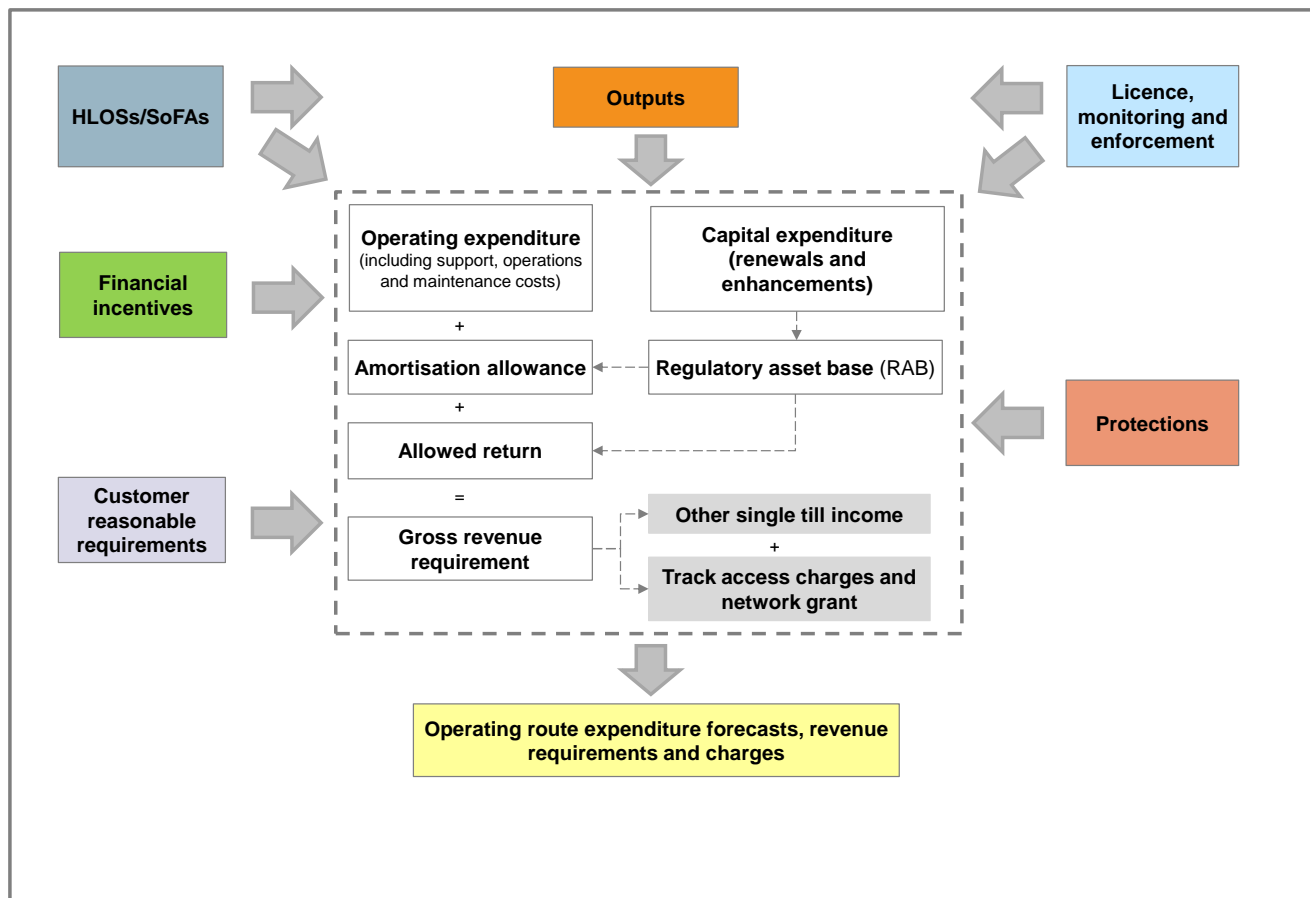 HLOSs/SoFAs
Outputs
Licence,
monitoring and
enforcement
Operating expenditure
(including support, operations
and maintenance costs)
Capital expenditure
(renewals and
enhancements)
Financial
incentives
+
Amortisation allowance
Regulatory asset base (RAB)
+
Allowed return
Protections
=
Customer
reasonable
requirements
Gross revenue
requirement
Other single till income
+
Track access charges and
network grant
Operating route expenditure forecasts, revenue
requirements and charges